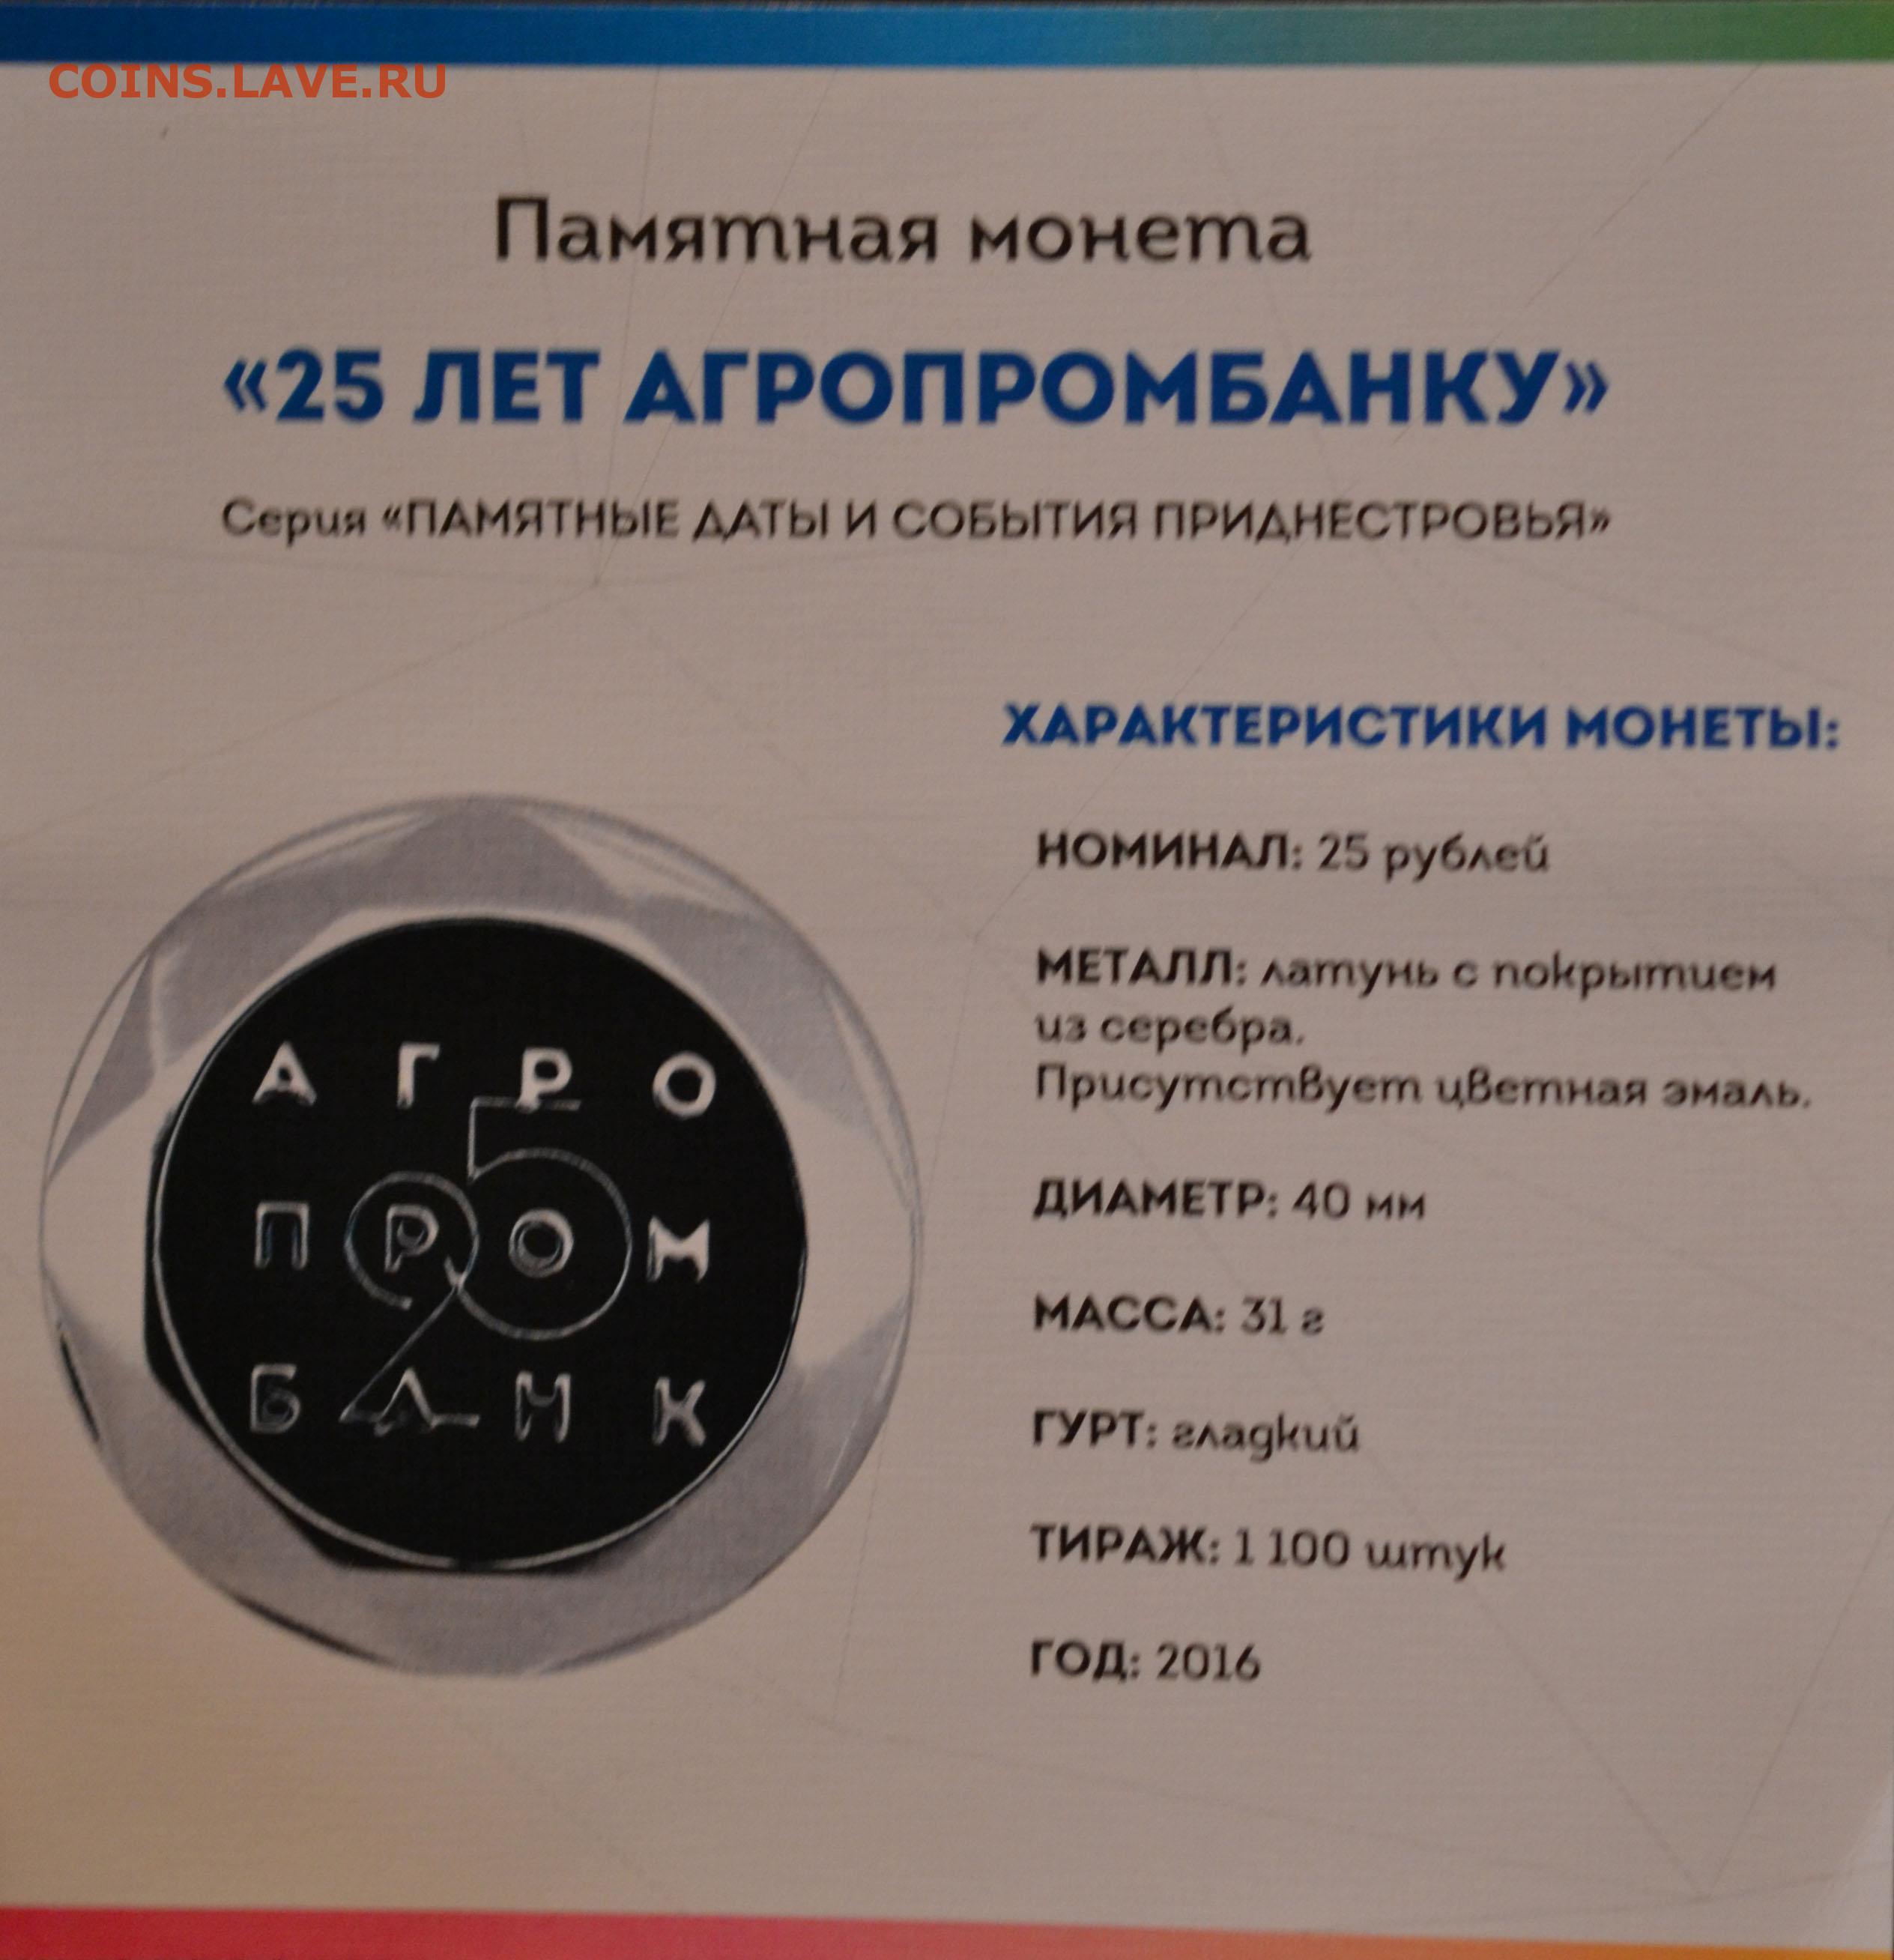 COINS.LAVE.RU
Памятная монета
«25 ЛЕТ АГРОПРОМБАНКУ»
Серия «ПАМЯТНЫЕ ДАТЫ И СОБЫТИЯ ПРИДНЕСТРОВЬЯ»
АГРО
ПРОМ
БАНК
25
ХАРАКТЕРИСТИКИ МОНЕТЫ:
НОМИНАЛ: 25 рублей
МЕТАЛЛ: латунь с покрытием
из серебра.
Присутствует цветная эмаль.
ДИАМЕТР: 40 мм
МАССА: 31 г
ГУРТ: гладкий
ТИРАЖ: 1 100 штук
ГОД: 2016